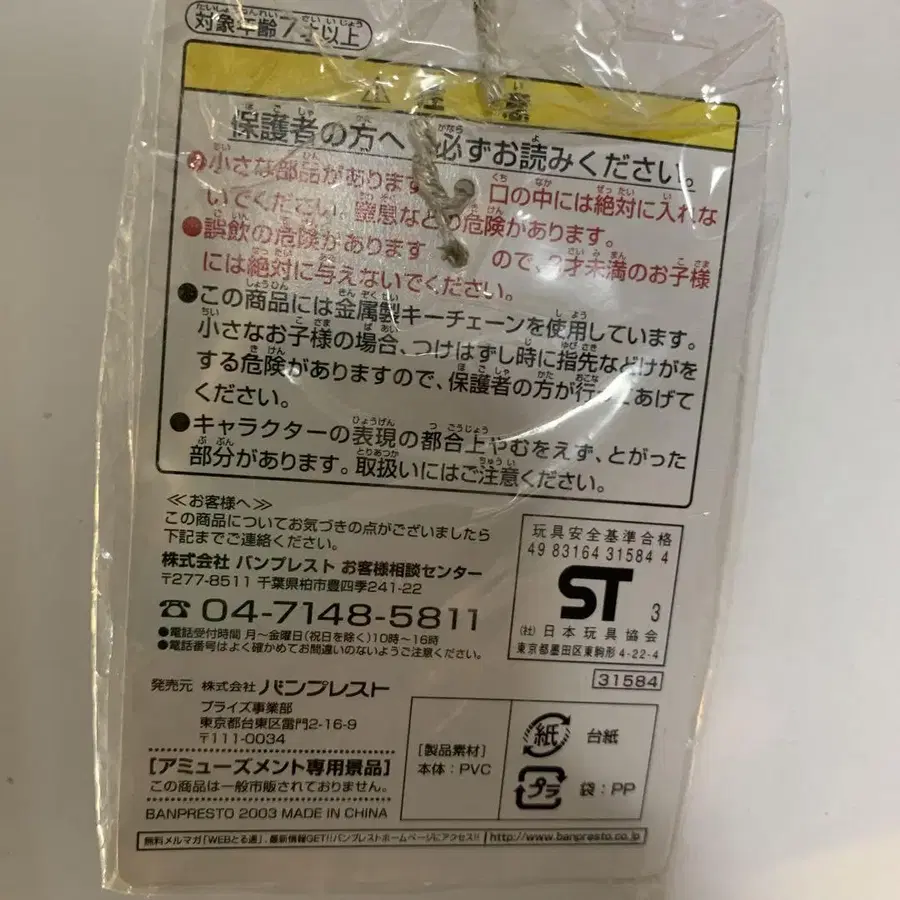 対象年齢7才以上
注意
保護者の方へ 必ずお読みください。
●小さな部品があります 口の中には絶対に入れな
いでください。窒息などの危険があります。
●誤飲の危険があります ので、3才未満のお子様
には絶対に与えないでください。
●この商品には金属製キーチェーンを使用しています。
小さなお子様の場合、つけはずし時に指先などけがを
する危険がありますので、保護者の方が行ってあげて
ください。
●キャラクターの表現の都合上やむをえず、とがった
部分があります。取扱いにはご注意ください。
≪お客様へ≫
この商品についてお気づきの点がございましたら
下記までご連絡ください。
株式会社 バンプレスト お客様相談センター
〒277-8511 千葉県柏市豊四季241-22
☎ 04-7148-5811
●電話受付時間 月～金曜日(祝日を除く)10時～16時
●電話番号はよく確かめてお間違いのないようご注意ください。
玩具安全基準合格
49 83164 31584 4
ST 3
(社) 日本玩具協会
東京都墨田区東駒形4-22-4
31584
発売元 株式会社 バンプレスト
プライズ事業部
東京都台東区雷門2-16-9
〒111-0034
[アミューズメント専用景品]
この商品は一般市販されておりません。
BANPRESTO 2003 MADE IN CHINA
[製品素材]
本体：PVC
紙 台紙
プラ 袋：PP
無料メルマガ「WEBとる通」、最新情報GET!!バンプレストホームページにアクセス!! http://www.banpresto.co.jp